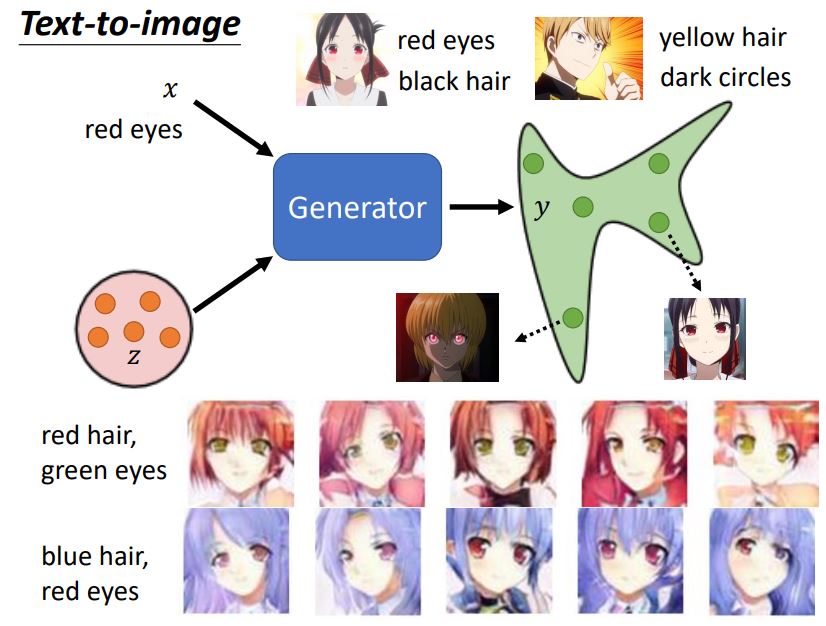 Text-to-image
red eyes
black hair
yellow hair
dark circles
x
red eyes
Generator
y
z
red hair,
green eyes
blue hair,
red eyes